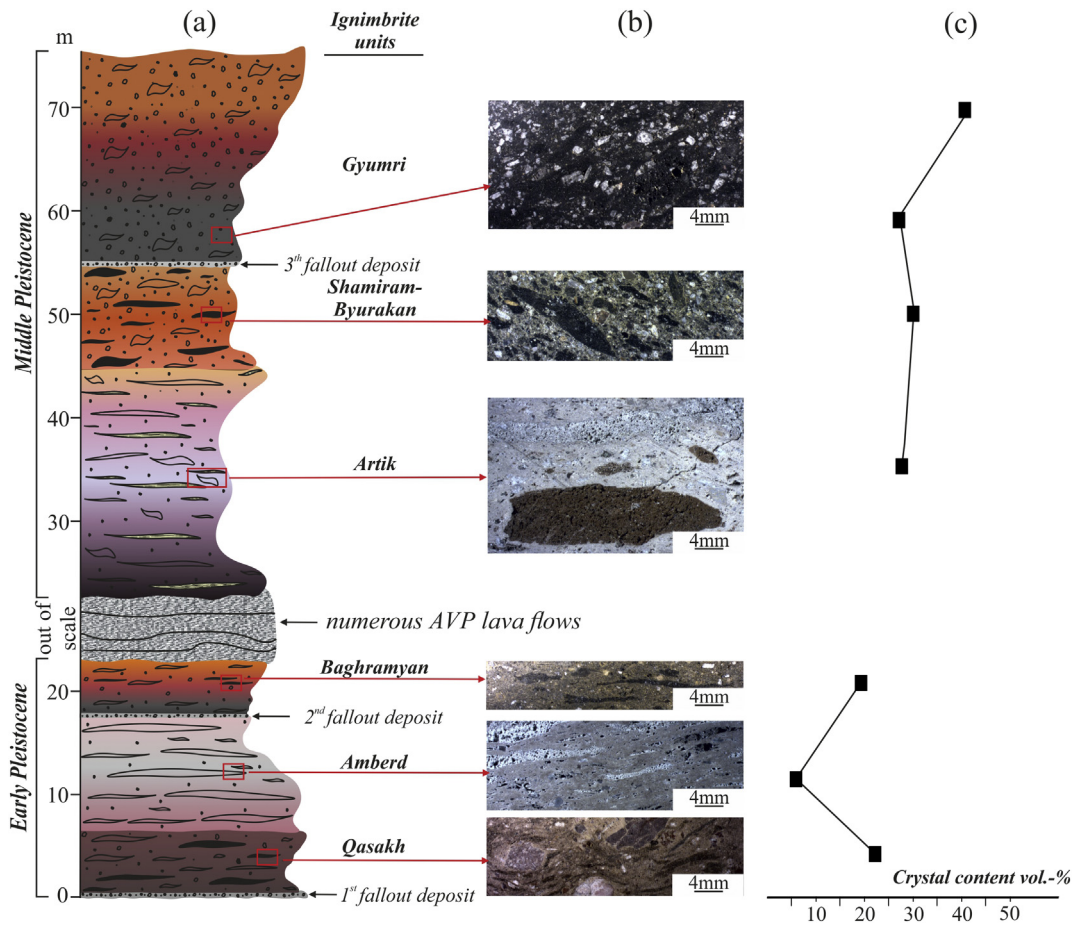 (a)
Ignimbrite
units
(b)
(c)
m
70
60
50
40
30
20
10
0
Middle Pleistocene
out of
scale
Early Pleistocene
Gyumri
3th fallout deposit
Shamiram-
Byurakan
Artik
numerous AVP lava flows
Baghramyan
2nd fallout deposit
Amberd
Qasakh
1st fallout deposit
4mm
4mm
4mm
4mm
4mm
4mm
Crystal content vol.-%
10 20 30 40 50